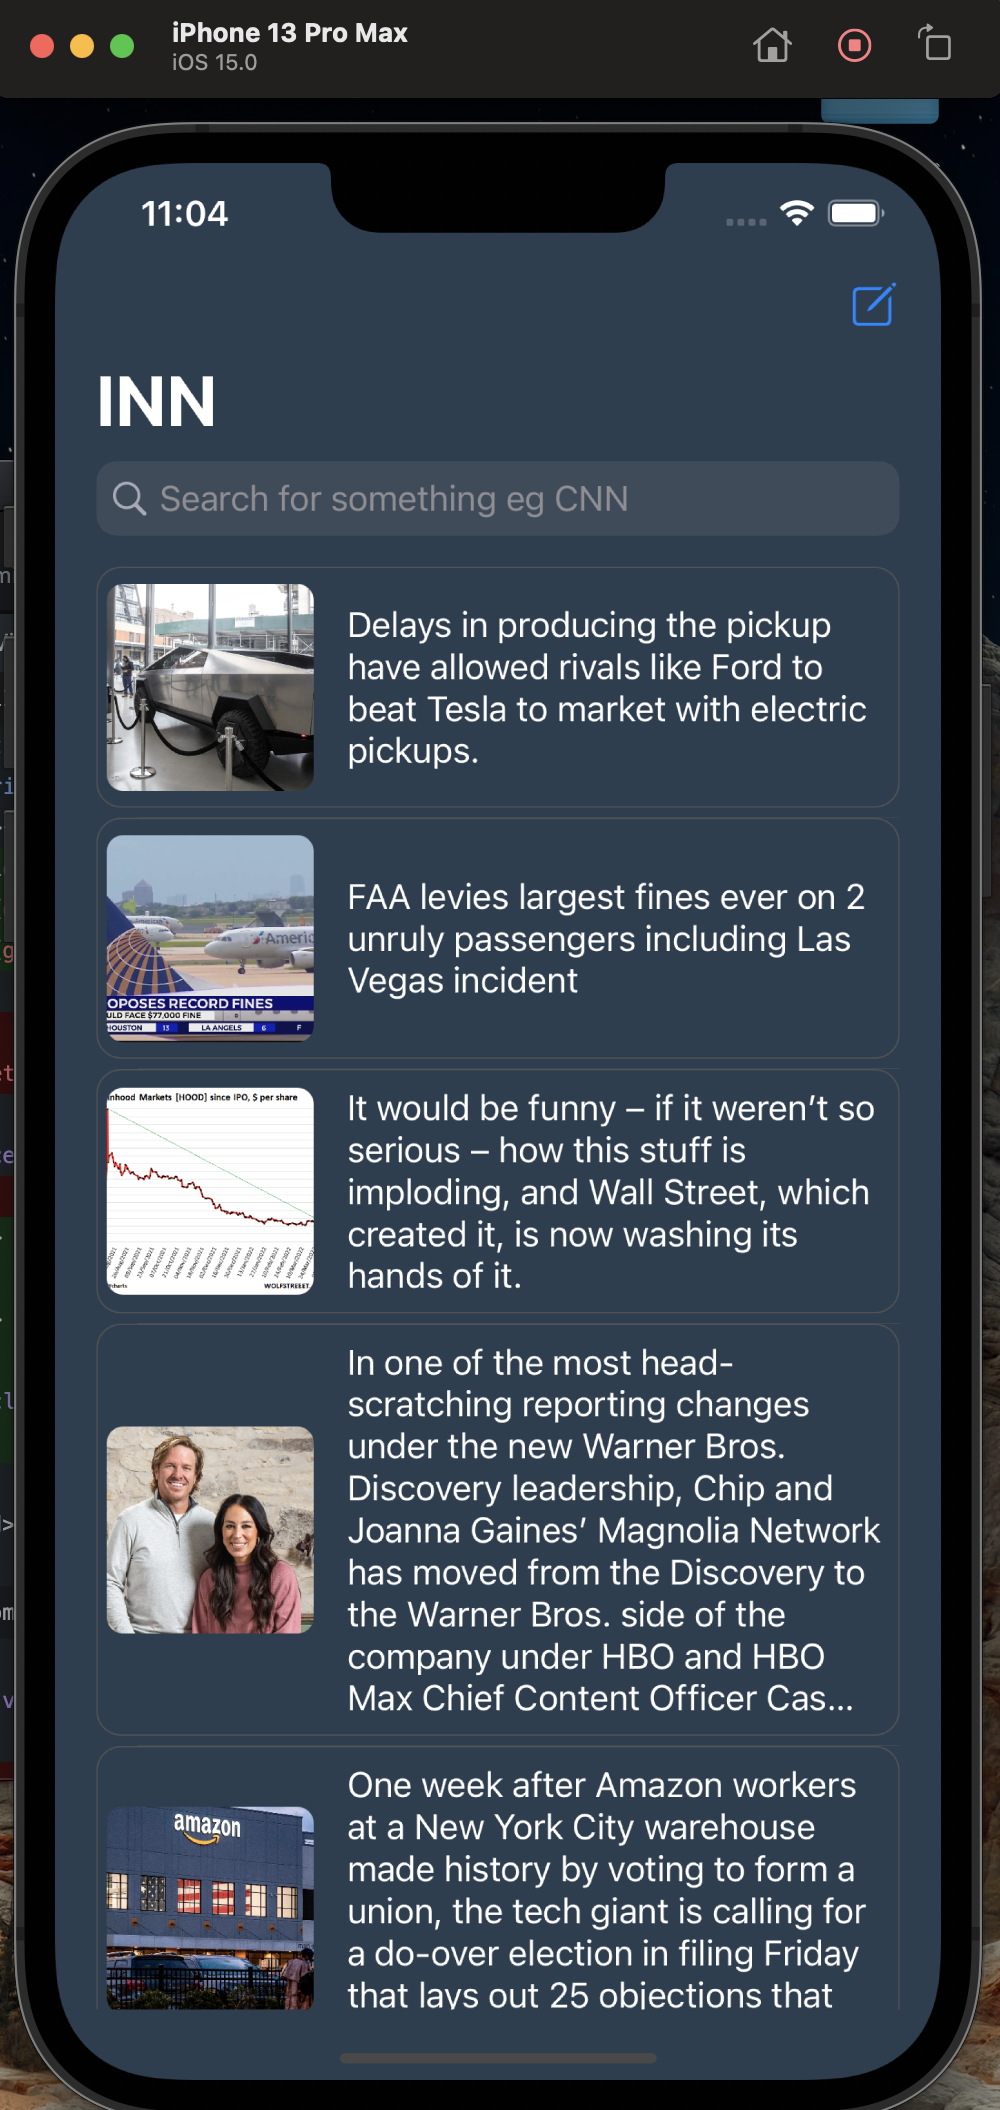 iPhone 13 Pro Max
iOS 15.0
11:04
INN
Search for something eg CNN
Delays in producing the pickup
have allowed rivals like Ford to
beat Tesla to market with electric
pickups.
FAA levies largest fines ever on 2
unruly passengers including Las
Vegas incident
America
OPOSES RECORD FINES
ULD FACE $77,000 FINE
HOUSTON 13 LA ANGELS 6 F
It would be funny – if it weren’t so
serious – how this stuff is
imploding, and Wall Street, which
created it, is now washing its
hands of it.
nhood Markets [HOOD] since IPO, $ per share
WOLFSTREET
In one of the most head-
scratching reporting changes
under the new Warner Bros.
Discovery leadership, Chip and
Joanna Gaines’ Magnolia Network
has moved from the Discovery to
the Warner Bros. side of the
company under HBO and HBO
Max Chief Content Officer Cas...
One week after Amazon workers
at a New York City warehouse
made history by voting to form a
union, the tech giant is calling for
a do-over election in filing Friday
that lays out 25 objections that
amazon